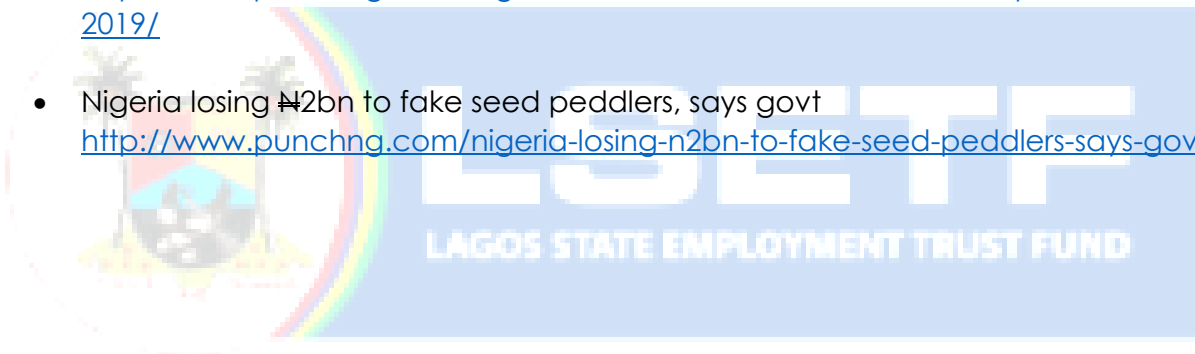 2019/
• Nigeria losing ₦2bn to fake seed peddlers, says govt
http://www.punchng.com/nigeria-losing-n2bn-to-fake-seed-peddlers-says-gov
LSETF
LAGOS STATE EMPLOYMENT TRUST FUND